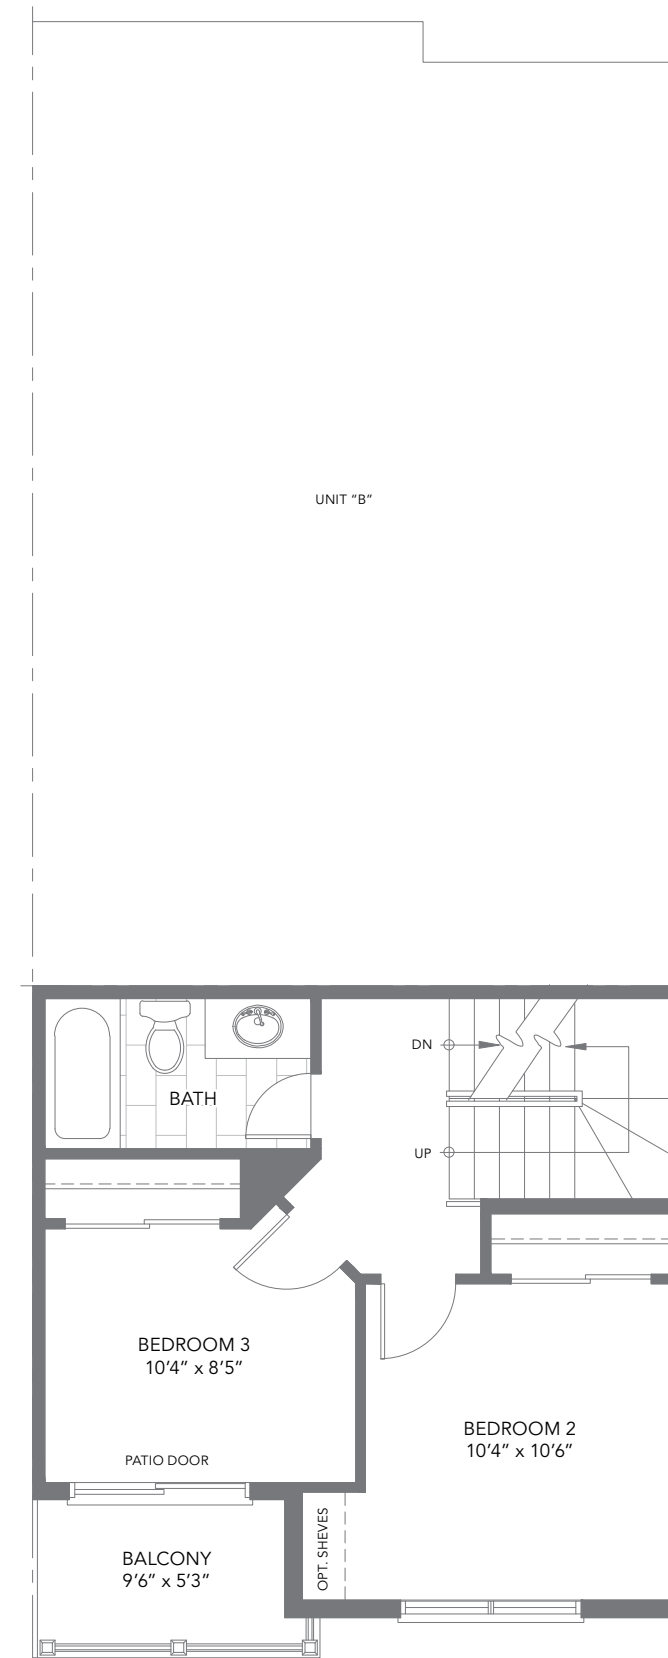 UNIT “B”
DN
BATH
UP
BEDROOM 3
10’4” x 8’5”
BEDROOM 2
10’4” x 10’6”
PATIO DOOR
OPT. SHEVES
BALCONY
9’6” x 5’3”